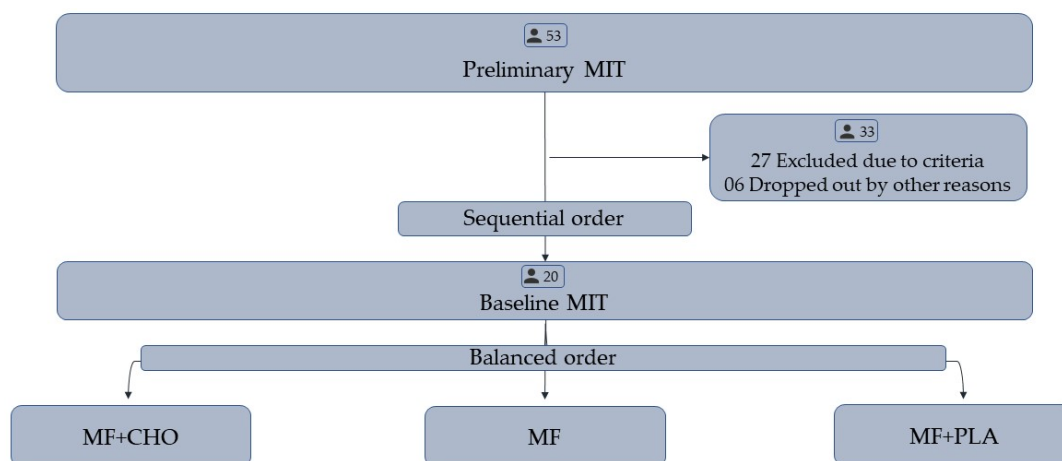 53
Preliminary MIT
33
27 Excluded due to criteria
06 Dropped out by other reasons
Sequential order
20
Baseline MIT
Balanced order
MF+CHO
MF
MF+PLA